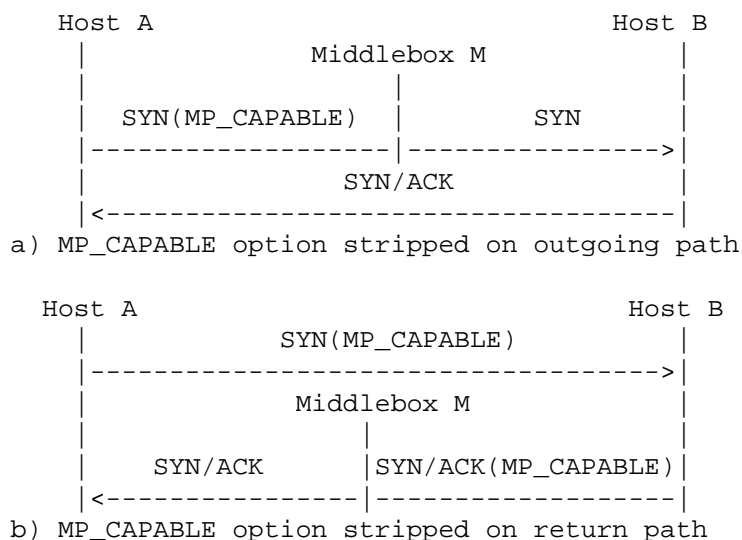 Host A Host B
Middlebox M
SYN(MP_CAPABLE) SYN
SYN/ACK
a) MP_CAPABLE option stripped on outgoing path
Host A Host B
SYN(MP_CAPABLE)
Middlebox M
SYN/ACK SYN/ACK(MP_CAPABLE)
b) MP_CAPABLE option stripped on return path